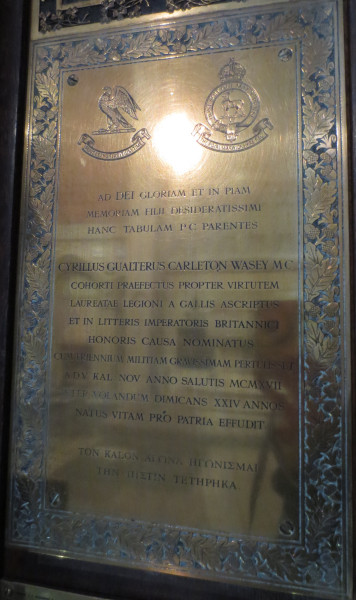 AD DEI GLORIAM ET IN PIAM
MEMORIAM FILII DESIDERATISSIMI
HANC TABULAM P.C. PARENTES
CYRILLUS GUALTERUS CARLETON WASEY M.C.
COHORTI PRAEFECTUS PROPTER VIRTUTEM
LAUREATAE LEGIONI A GALLIS ASCRIPTUS
ET IN LITTERIS IMPERATORIS BRITANNICI
HONORIS CAUSA NOMINATUS
MILITIAM GRAVISSIMAM PERPESSUS
KAL NOV ANNO SALUTIS MCMXVII
DIMICANS XXIV ANNOS
NATUS VITAM PRO PATRIA EFFUDIT
ΤΟΝ ΚΑΛΟΝ ΑΓΩΝΑ ΗΓΩΝΙΣΜΑΙ
ΤΗΝ ΠΙΣΤΙΝ ΤΕΤΗΡΗΚΑ